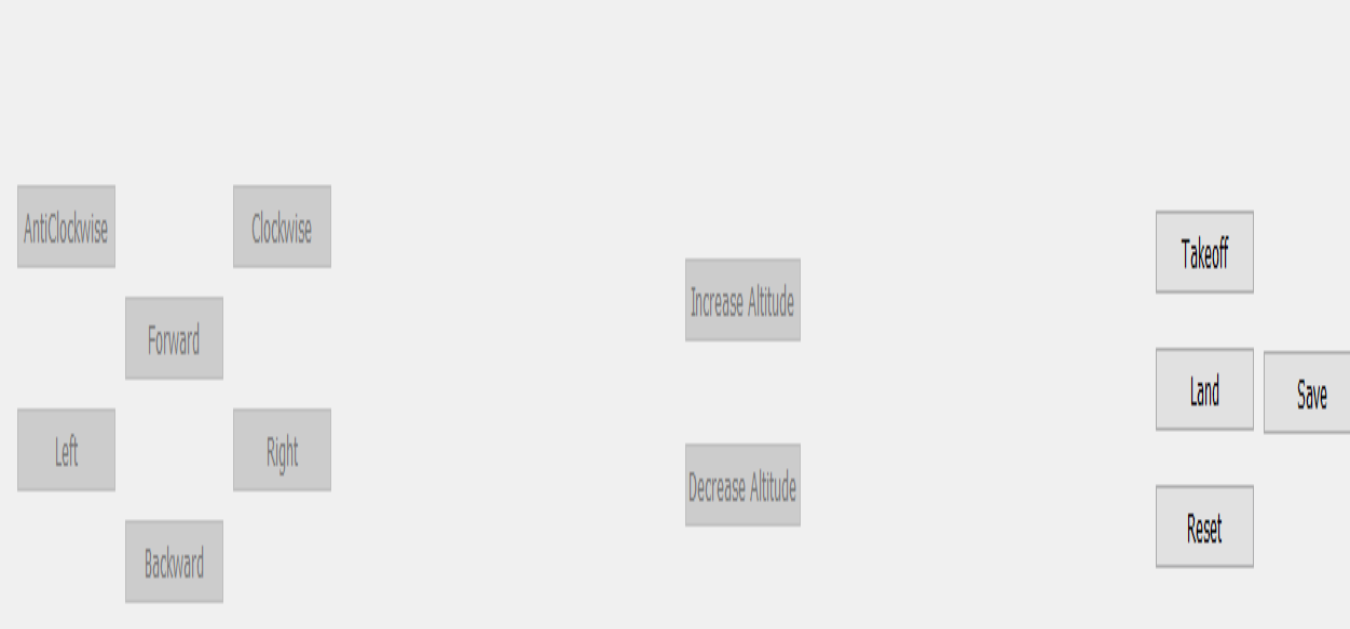 AntiClockwise
Clockwise
Forward
Left
Right
Backward
Increase Altitude
Decrease Altitude
Takeoff
Land
Save
Reset